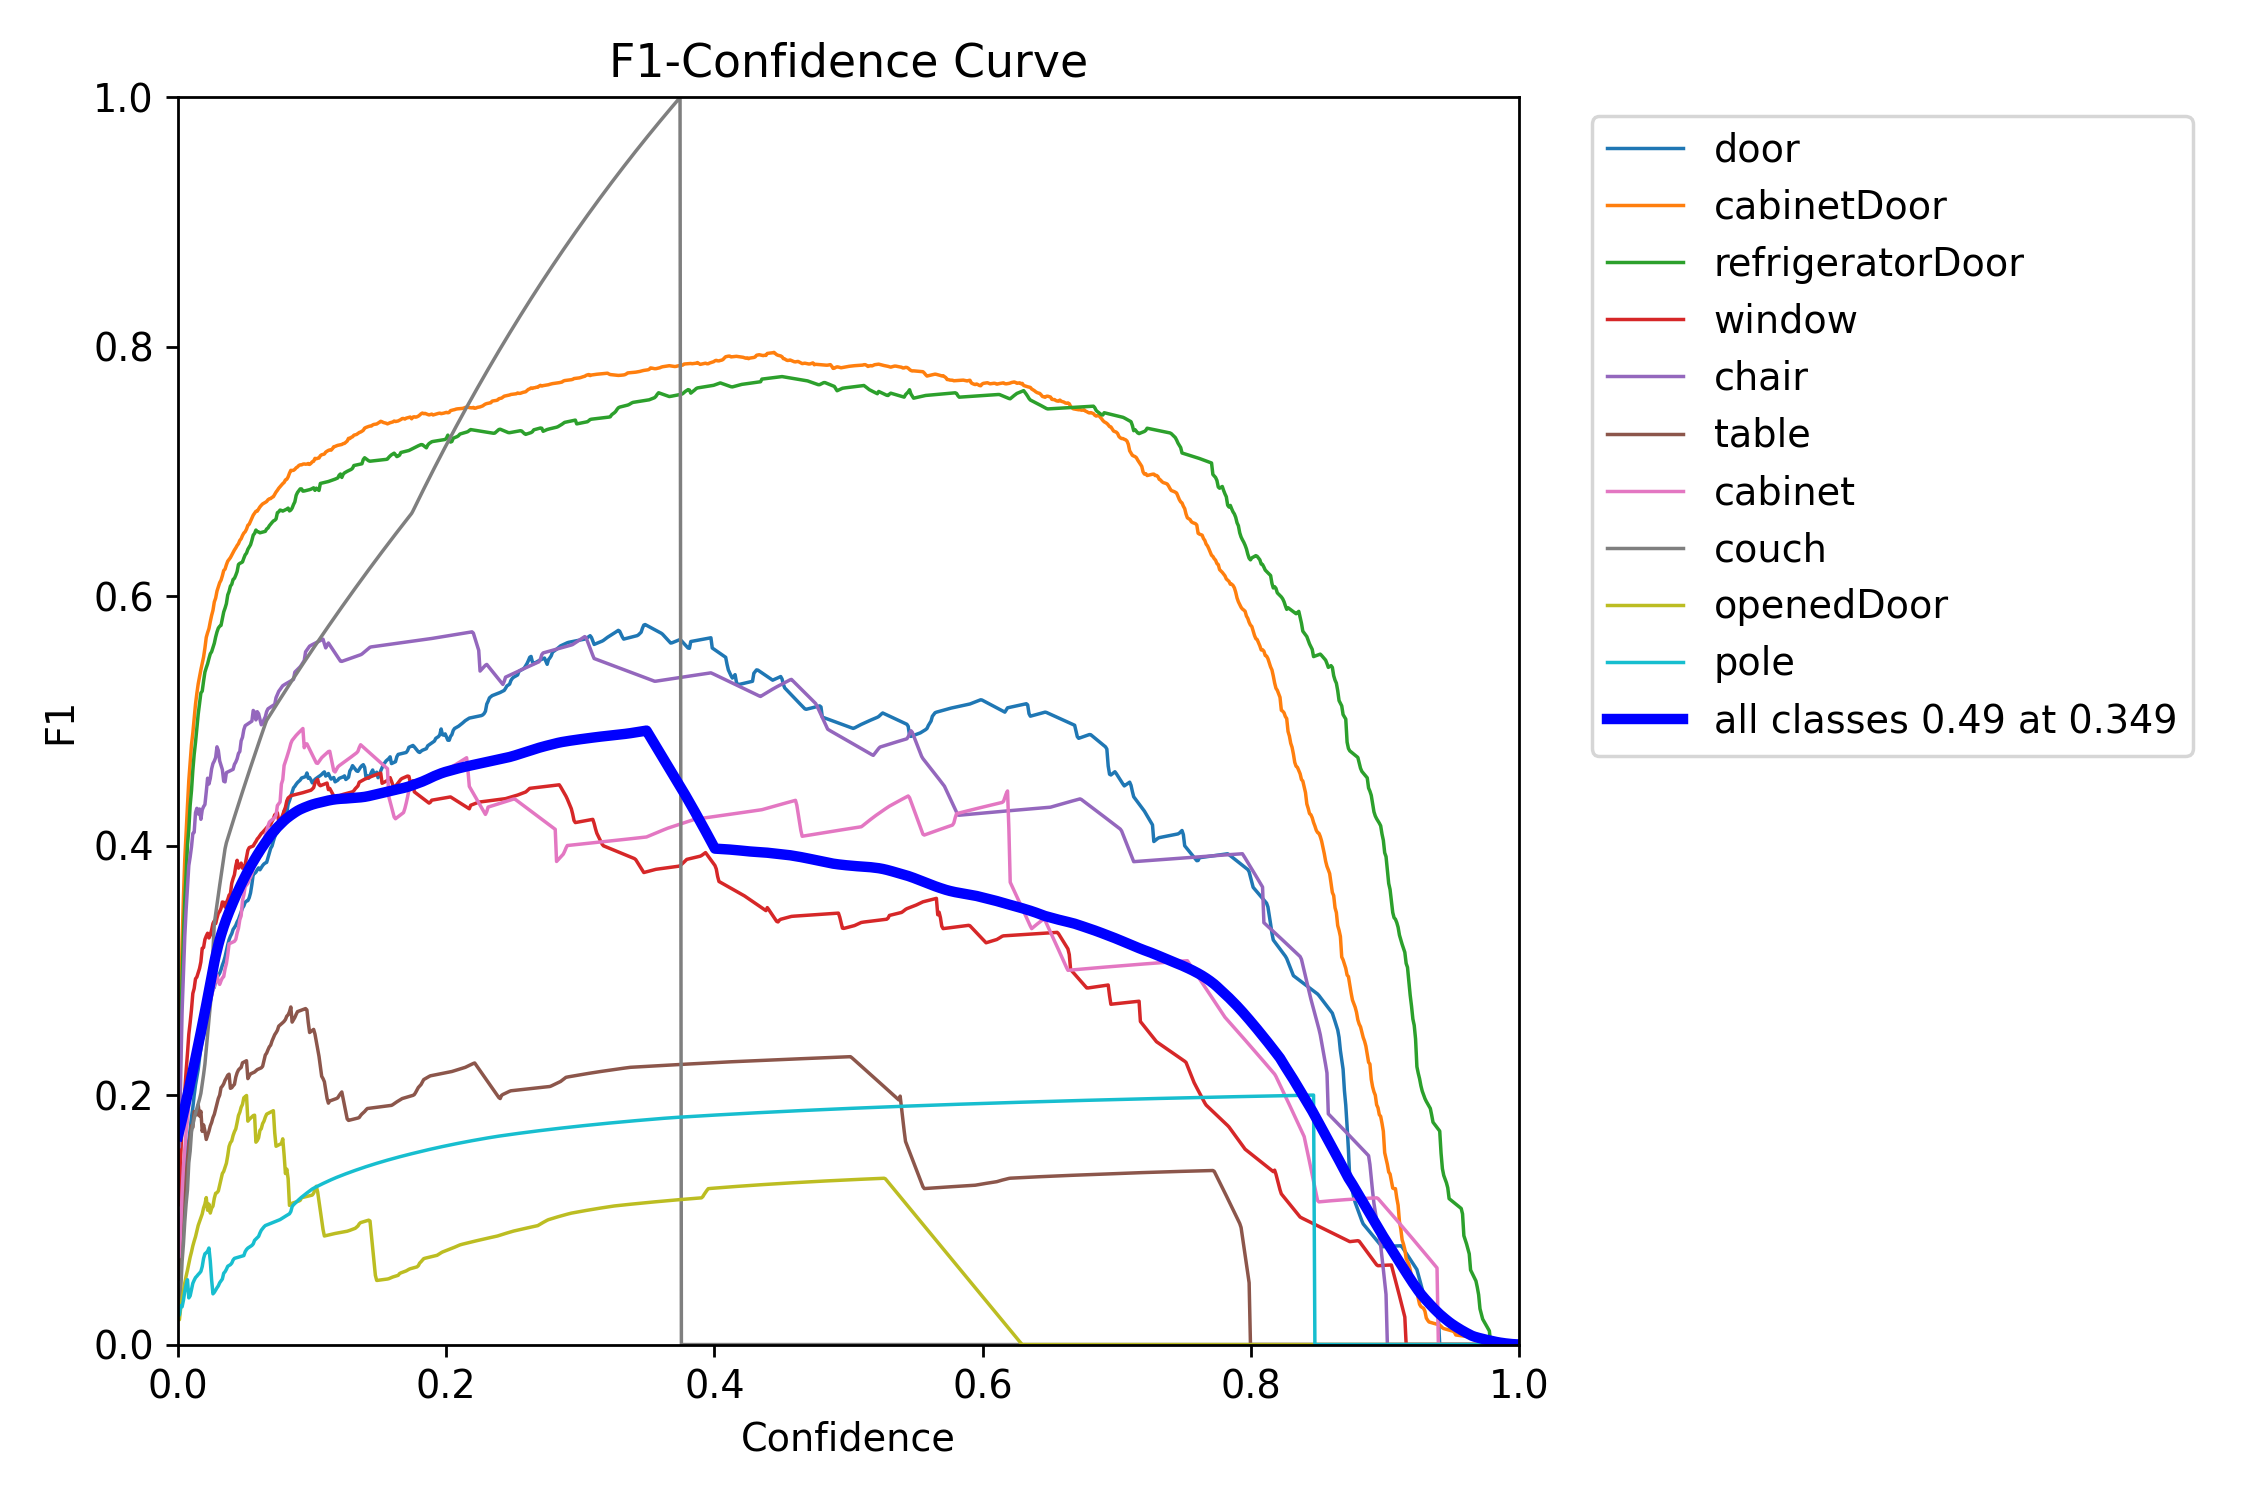 F1-Confidence Curve
1.0
0.8
0.6
0.4
0.2
0.0
F1
0.0 0.2 0.4 0.6 0.8 1.0
Confidence
door
cabinetDoor
refrigeratorDoor
window
chair
table
cabinet
couch
openedDoor
pole
all classes 0.49 at 0.349